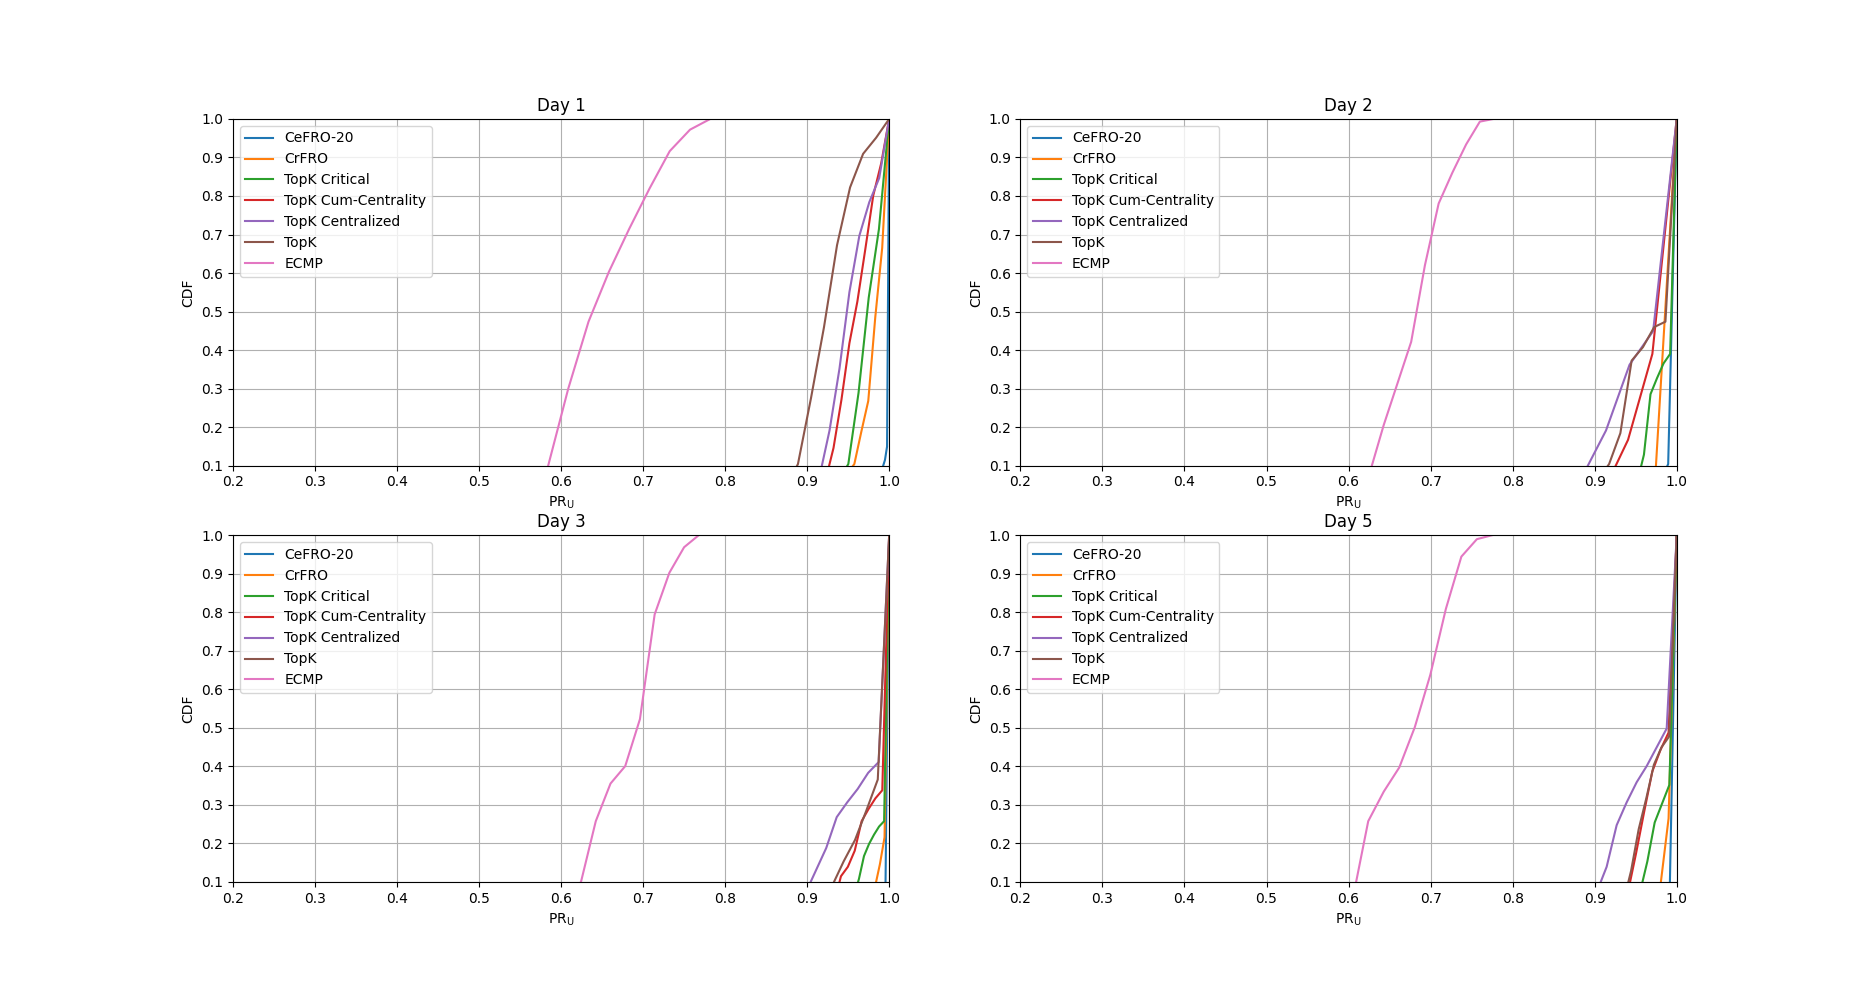 Day 1
1.0
0.9
0.8
0.7
0.6
0.5
0.4
0.3
0.2
0.1
CDF
CeFRO-20
CrFRO
TopK Critical
TopK Cum-Centrality
TopK Centralized
TopK
ECMP
0.2 0.3 0.4 0.5 0.6 0.7 0.8 0.9 1.0
PR_U
Day 2
1.0
0.9
0.8
0.7
0.6
0.5
0.4
0.3
0.2
0.1
CDF
CeFRO-20
CrFRO
TopK Critical
TopK Cum-Centrality
TopK Centralized
TopK
ECMP
0.2 0.3 0.4 0.5 0.6 0.7 0.8 0.9 1.0
PR_U
Day 3
1.0
0.9
0.8
0.7
0.6
0.5
0.4
0.3
0.2
0.1
CDF
CeFRO-20
CrFRO
TopK Critical
TopK Cum-Centrality
TopK Centralized
TopK
ECMP
0.2 0.3 0.4 0.5 0.6 0.7 0.8 0.9 1.0
PR_U
Day 5
1.0
0.9
0.8
0.7
0.6
0.5
0.4
0.3
0.2
0.1
CDF
CeFRO-20
CrFRO
TopK Critical
TopK Cum-Centrality
TopK Centralized
TopK
ECMP
0.2 0.3 0.4 0.5 0.6 0.7 0.8 0.9 1.0
PR_U